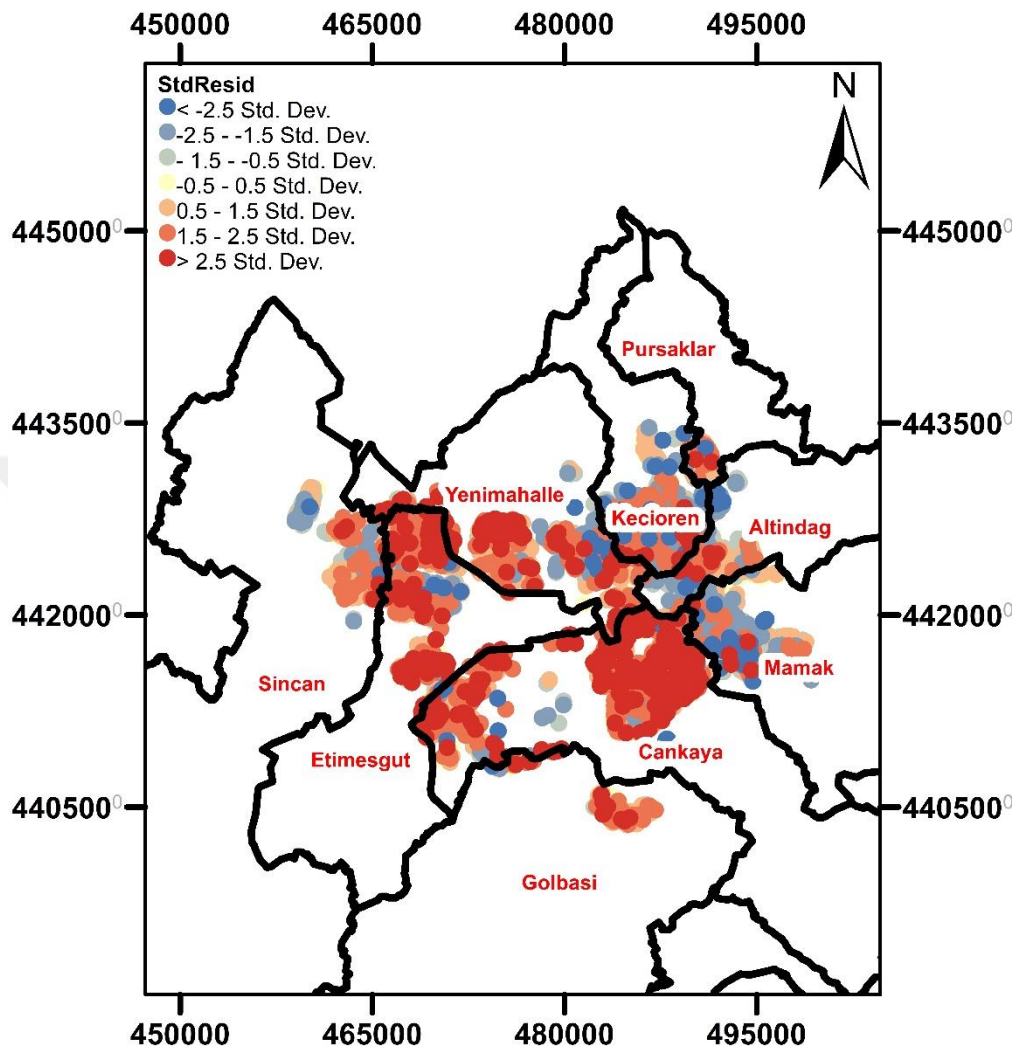 450000 465000 480000 495000
StdResid
< -2.5 Std. Dev.
-2.5 - -1.5 Std. Dev.
- 1.5 - -0.5 Std. Dev.
-0.5 - 0.5 Std. Dev.
0.5 - 1.5 Std. Dev.
1.5 - 2.5 Std. Dev.
> 2.5 Std. Dev.
N
4450000 4450000
Pursaklar
4435000 4435000
Yenimahalle
Kecioren
Altindag
4420000 4420000
Mamak
Sincan
Cankaya
Etimesgut
4405000 4405000
Golbasi
450000 465000 480000 495000